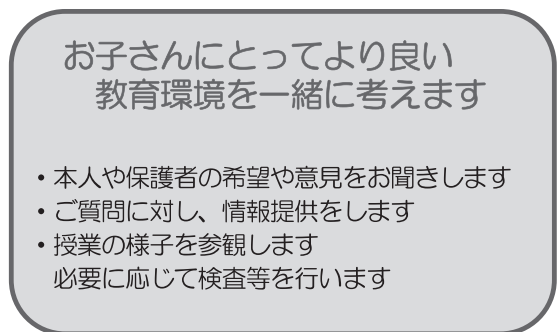 お子さんにとってより良い
教育環境を一緒に考えます
・本人や保護者の希望や意見をお聞きします
・ご質問に対し、情報提供をします
・授業の様子を参観します
必要に応じて検査等を行います